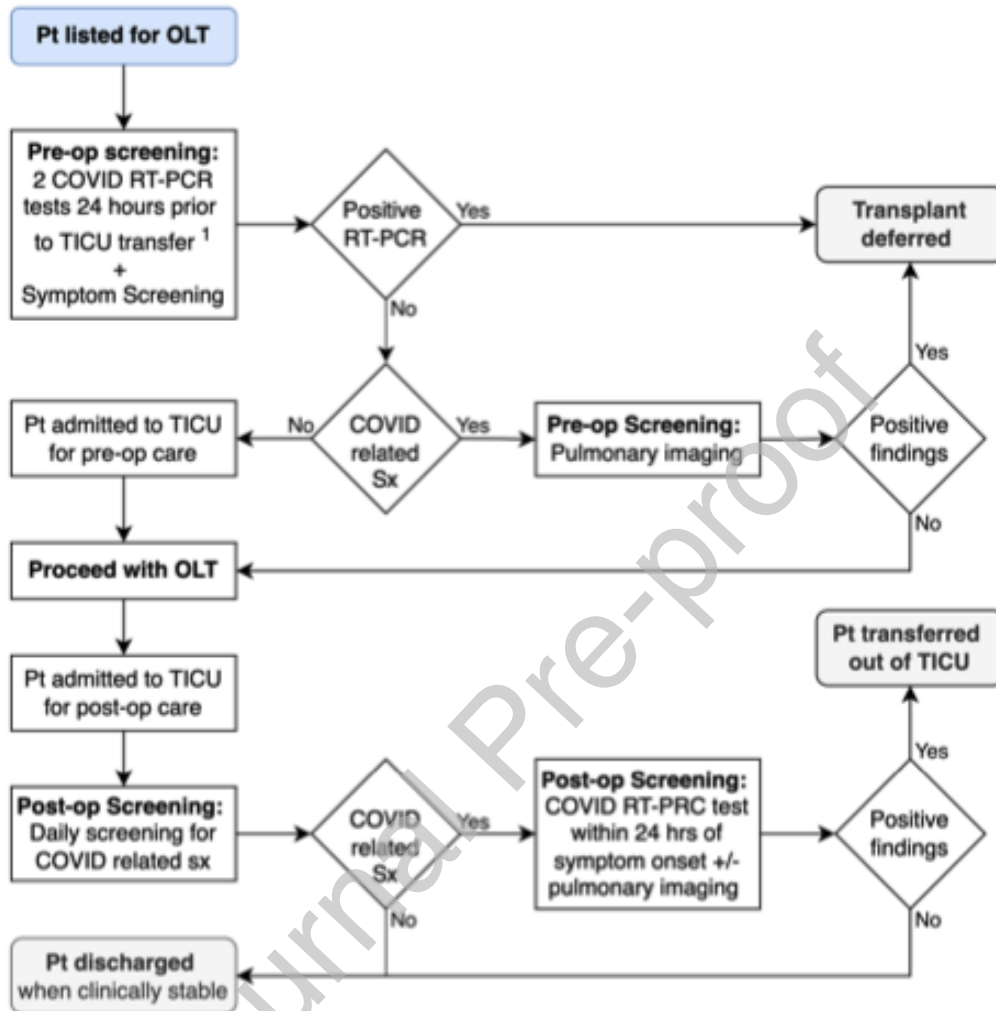 Pt listed for OLT
Pre-op screening:
2 COVID RT-PCR
tests 24 hours prior
to TICU transfer 1
+
Symptom Screening
Positive
RT-PCR
Yes
Transplant
deferred
No
Yes
Pt admitted to TICU
for pre-op care
No
COVID
related
Sx
Yes
Pre-op Screening:
Pulmonary imaging
Positive
findings
No
Proceed with OLT
Pt transferred
out of TICU
Pt admitted to TICU
for post-op care
Yes
Post-op Screening:
Daily screening for
COVID related sx
COVID
related
Sx
Yes
Post-op Screening:
COVID RT-PRC test
within 24 hrs of
symptom onset +/-
pulmonary imaging
Positive
findings
No
No
Pt discharged
when clinically stable
urnal Pre-proof